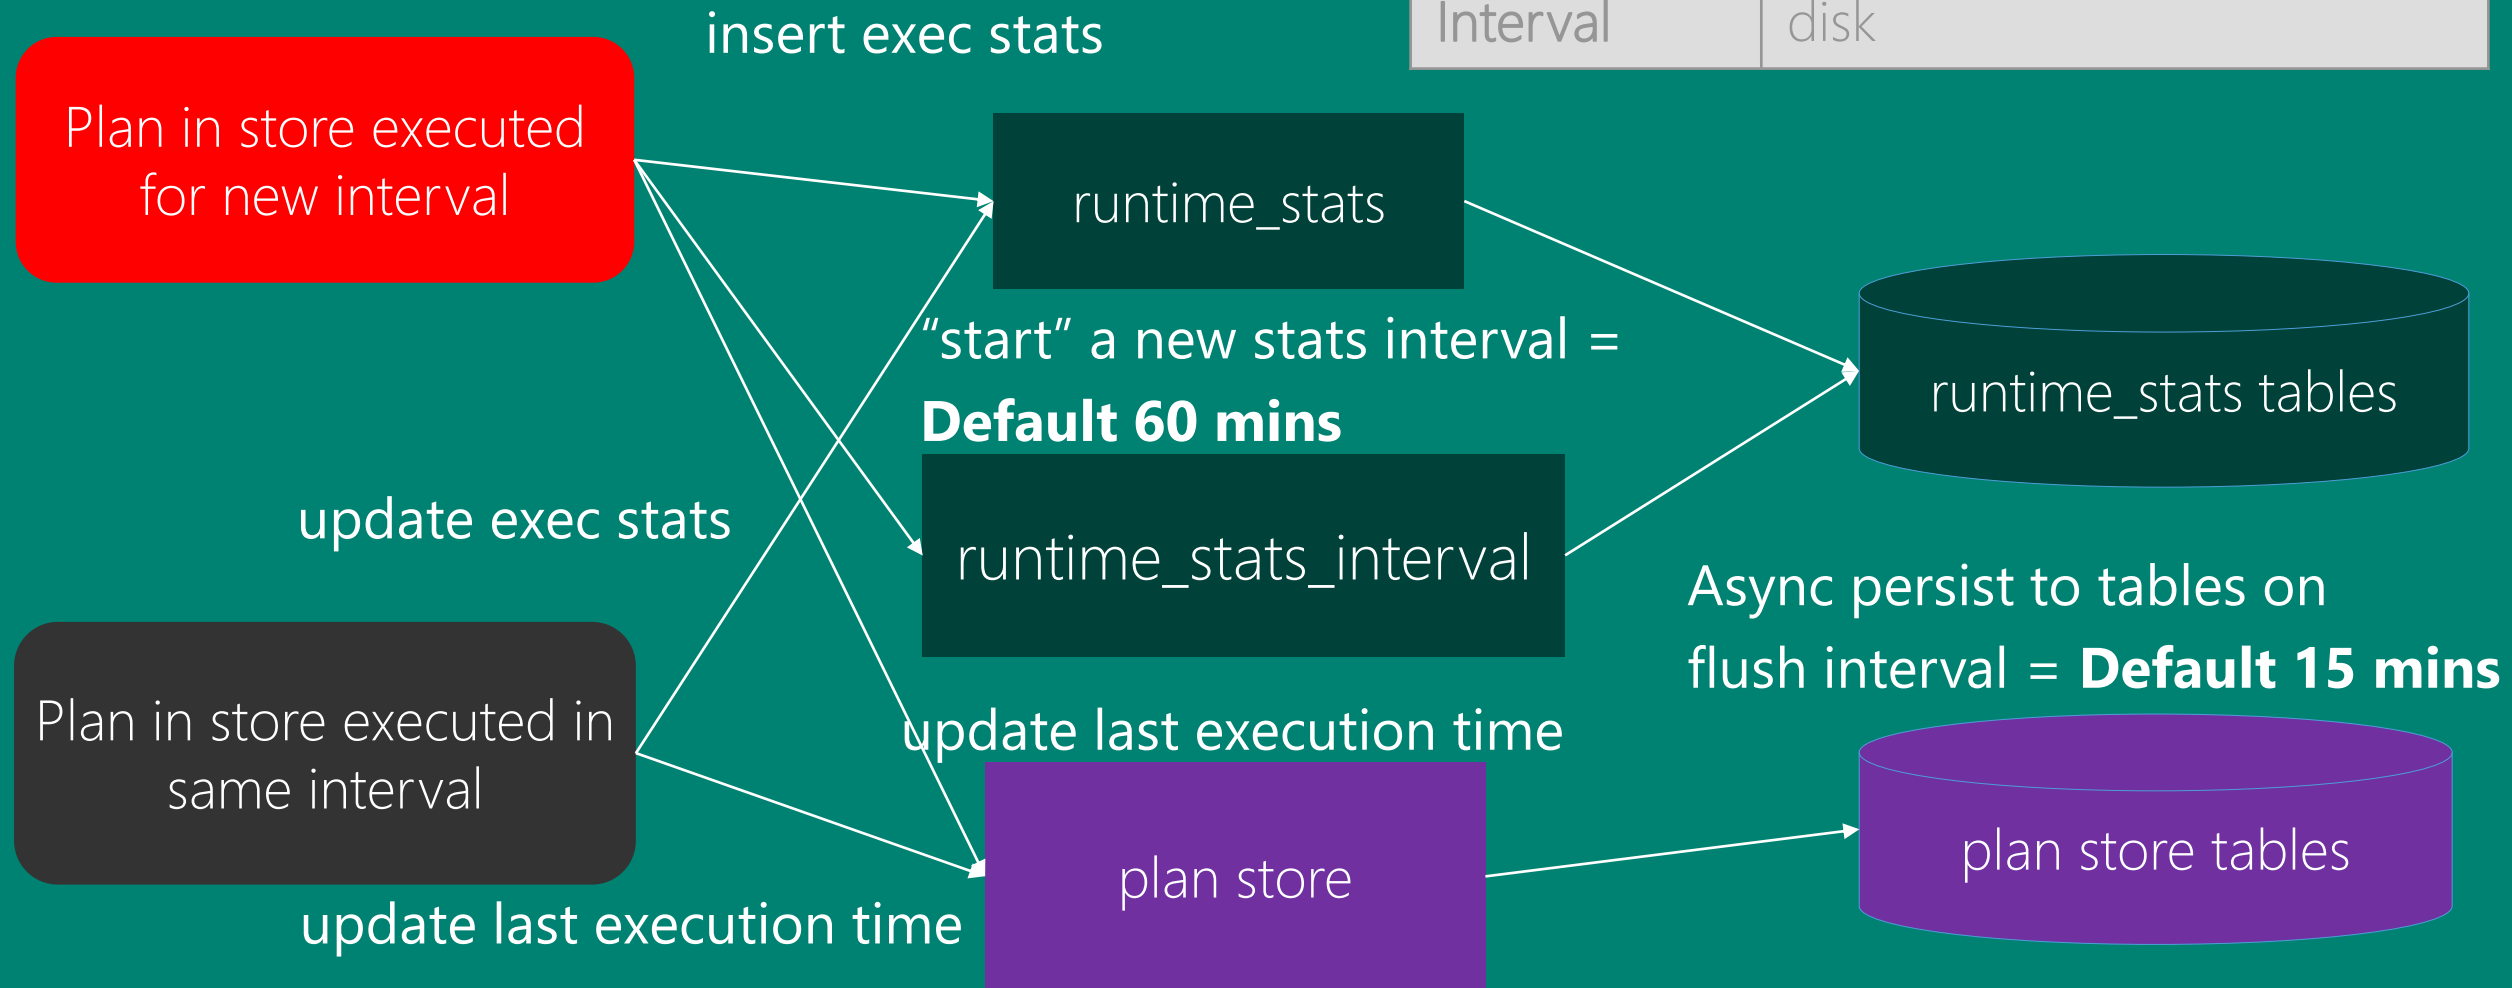 insert exec stats
Interval disk
Plan in store executed
for new interval
runtime_stats
“start” a new stats interval =
Default 60 mins
runtime_stats tables
update exec stats
runtime_stats_interval
Async persist to tables on
flush interval = Default 15 mins
Plan in store executed in
same interval
update last execution time
plan store
plan store tables
update last execution time